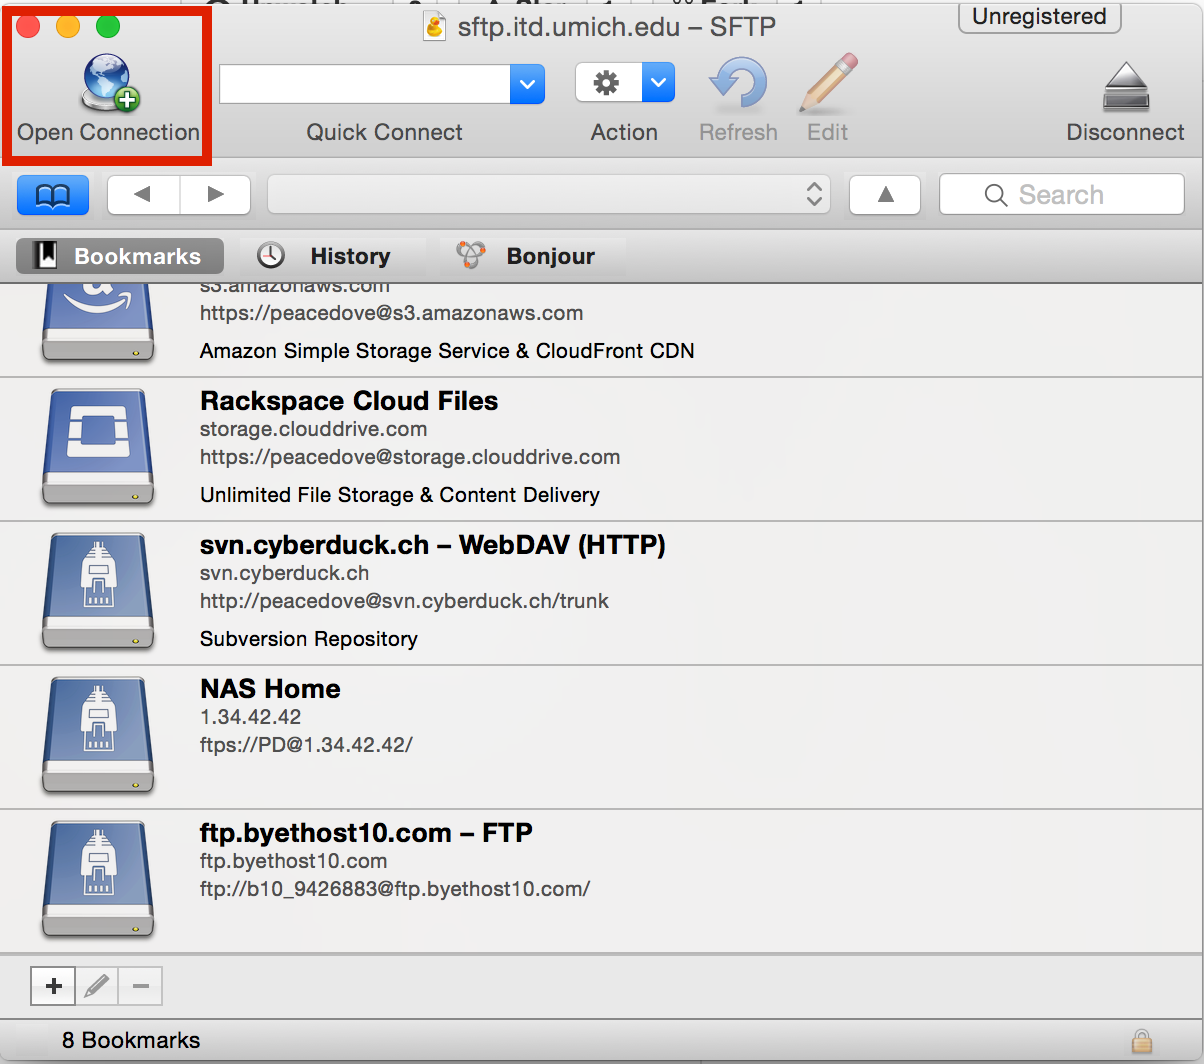 Unregistered
sftp.itd.umich.edu – SFTP
Open Connection
Quick Connect
Action
Refresh
Edit
Disconnect
Search
Bookmarks
History
Bonjour
s3.amazonaws.com
https://peacedove@s3.amazonaws.com
Amazon Simple Storage Service & CloudFront CDN
Rackspace Cloud Files
storage.clouddrive.com
https://peacedove@storage.clouddrive.com
Unlimited File Storage & Content Delivery
svn.cyberduck.ch – WebDAV (HTTP)
svn.cyberduck.ch
http://peacedove@svn.cyberduck.ch/trunk
Subversion Repository
NAS Home
1.34.42.42
ftps://PD@1.34.42.42/
ftp.byethost10.com – FTP
ftp.byethost10.com
ftp://b10_9426883@ftp.byethost10.com/
8 Bookmarks